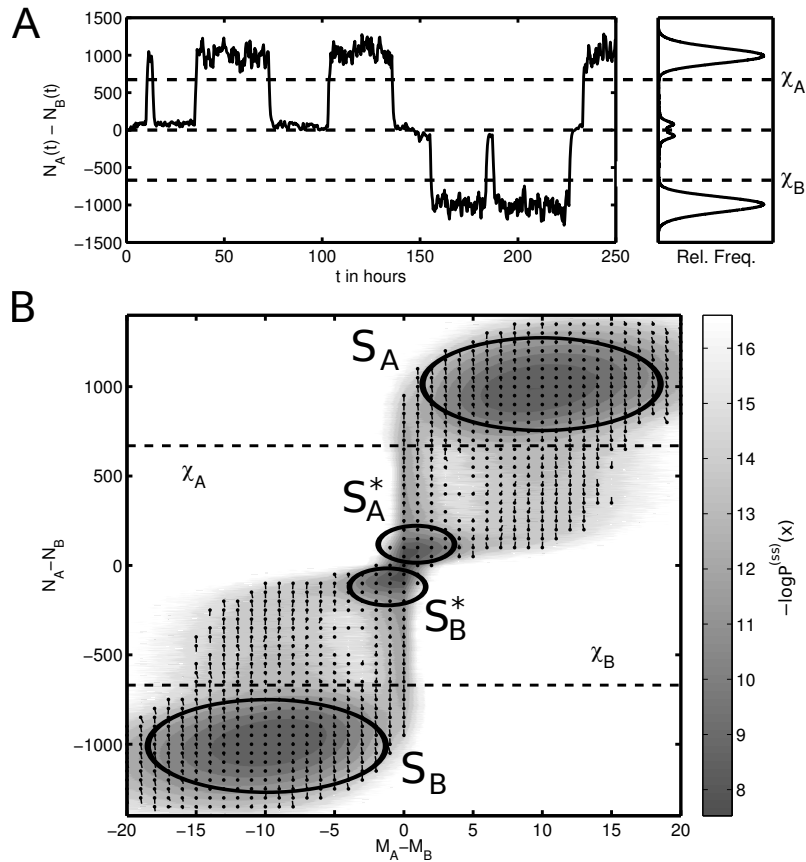 A
1500
1000
500
0
−500
−1000
−1500
N_A(t) − N_B(t)
0 50 100 150 200 250
t in hours
χ_A
χ_B
Rel. Freq.
B
1000
500
0
−500
−1000
N_A−N_B
−20 −15 −10 −5 0 5 10 15 20
M_A−M_B
S_A
χ_A
S_A^*
S_B^*
χ_B
S_B
16
15
14
13
12
11
10
9
8
−logP^(ss)(x)